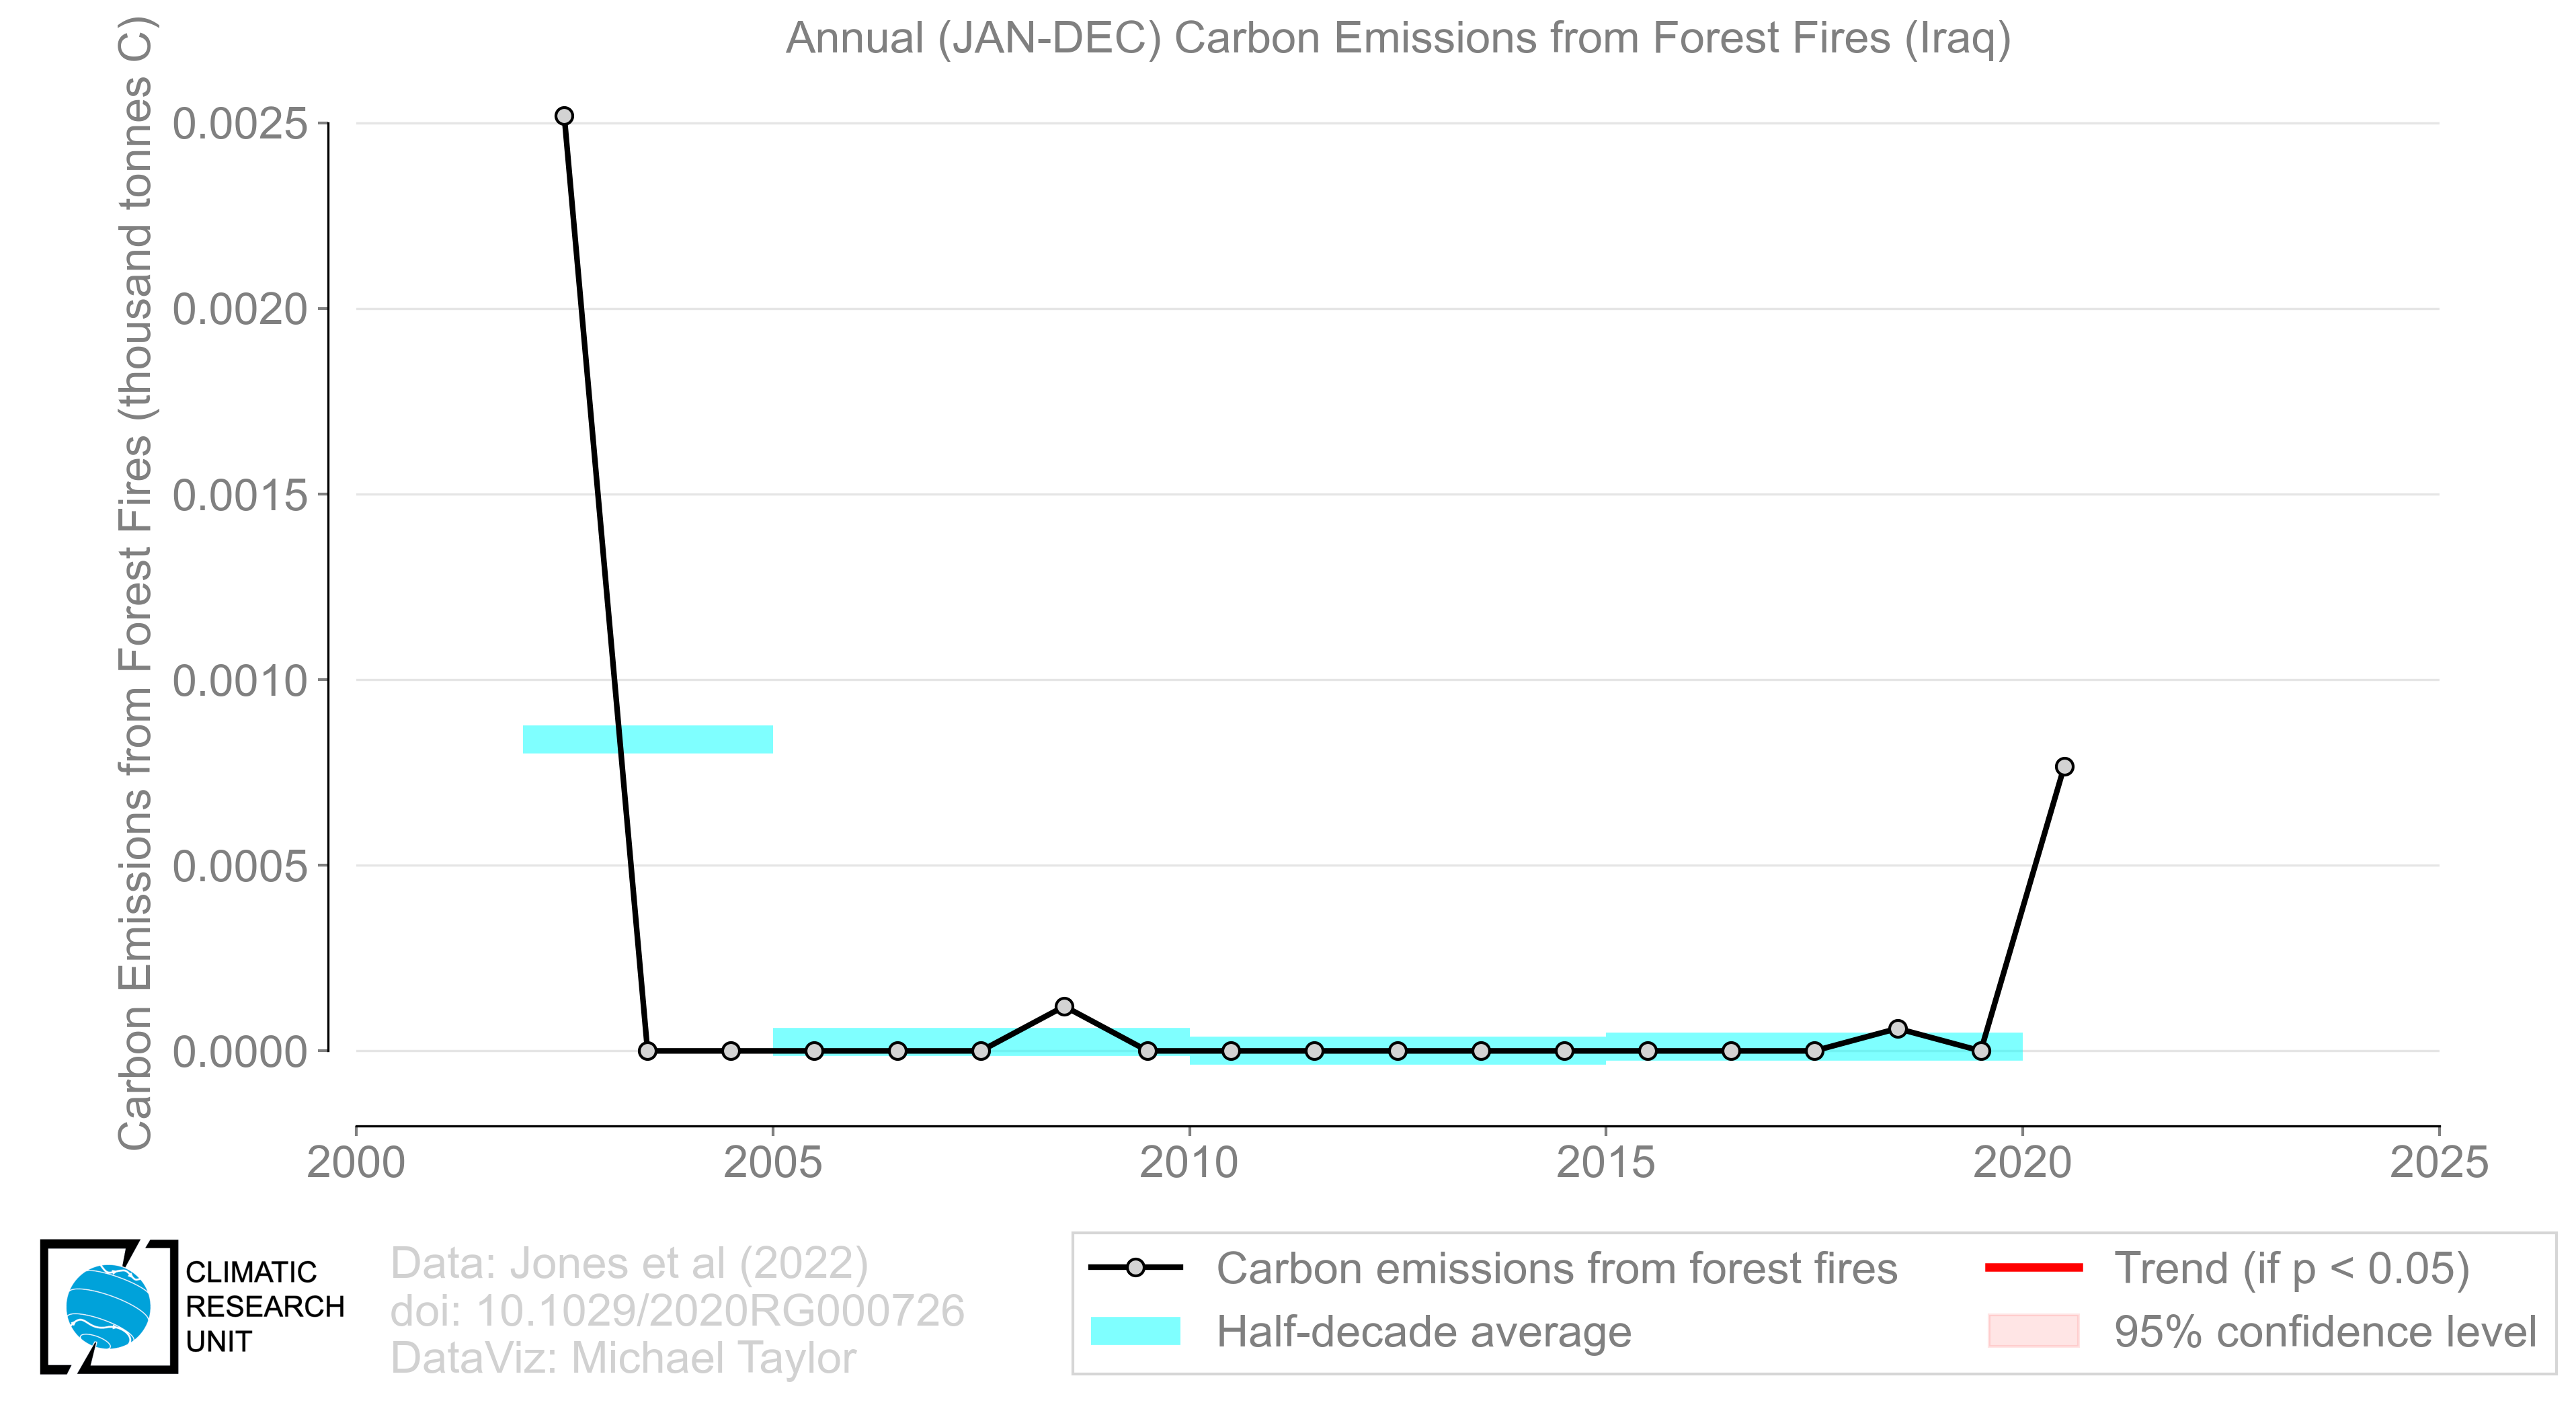 Annual (JAN-DEC) Carbon Emissions from Forest Fires (Iraq)
Carbon Emissions from Forest Fires (thousand tonnes C)
0.0025
0.0020
0.0015
0.0010
0.0005
0.0000
2000 2005 2010 2015 2020 2025
CLIMATIC
RESEARCH
UNIT
Data: Jones et al (2022)
doi: 10.1029/2020RG000726
DataViz: Michael Taylor
Carbon emissions from forest fires
Half-decade average
Trend (if p < 0.05)
95% confidence level